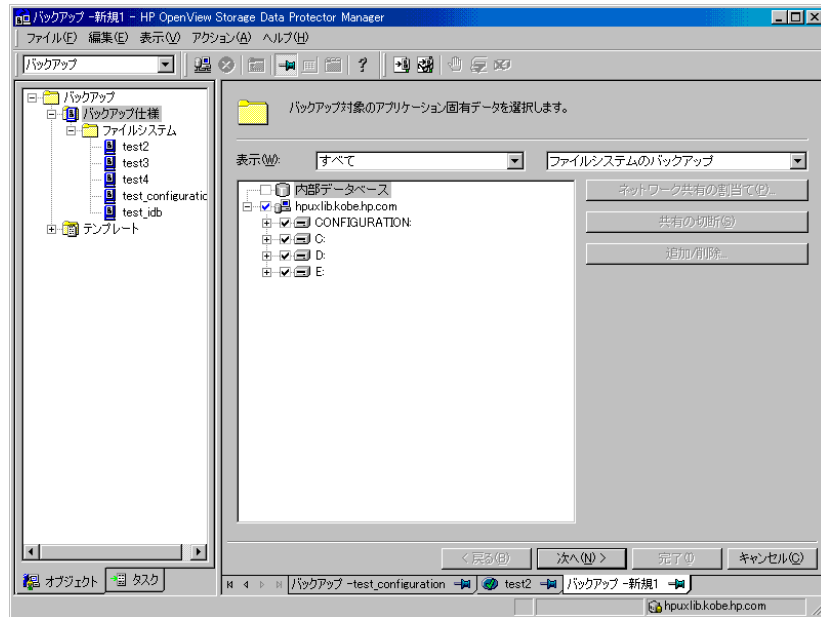 バックアップ -新規1 - HP OpenView Storage Data Protector Manager
ファイル(F) 編集(E) 表示(V) アクション(A) ヘルプ(H)
バックアップ
バックアップ
バックアップ仕様
ファイルシステム
test2
test3
test4
test_configuratic
test_idb
テンプレート
バックアップ対象のアプリケーション固有データを選択します。
表示(W): すべて ファイルシステムのバックアップ
内部データベース
hpuxlib.kobe.hp.com
CONFIGURATION:
C:
D:
E:
ネットワーク共有の割当て(P)...
共有の切断(S)
追加/削除...
< 戻る(B) 次へ(N) > 完了(I) キャンセル(C)
オブジェクト タスク
バックアップ -test_configuration test2 バックアップ -新規1
hpuxlib.kobe.hp.com